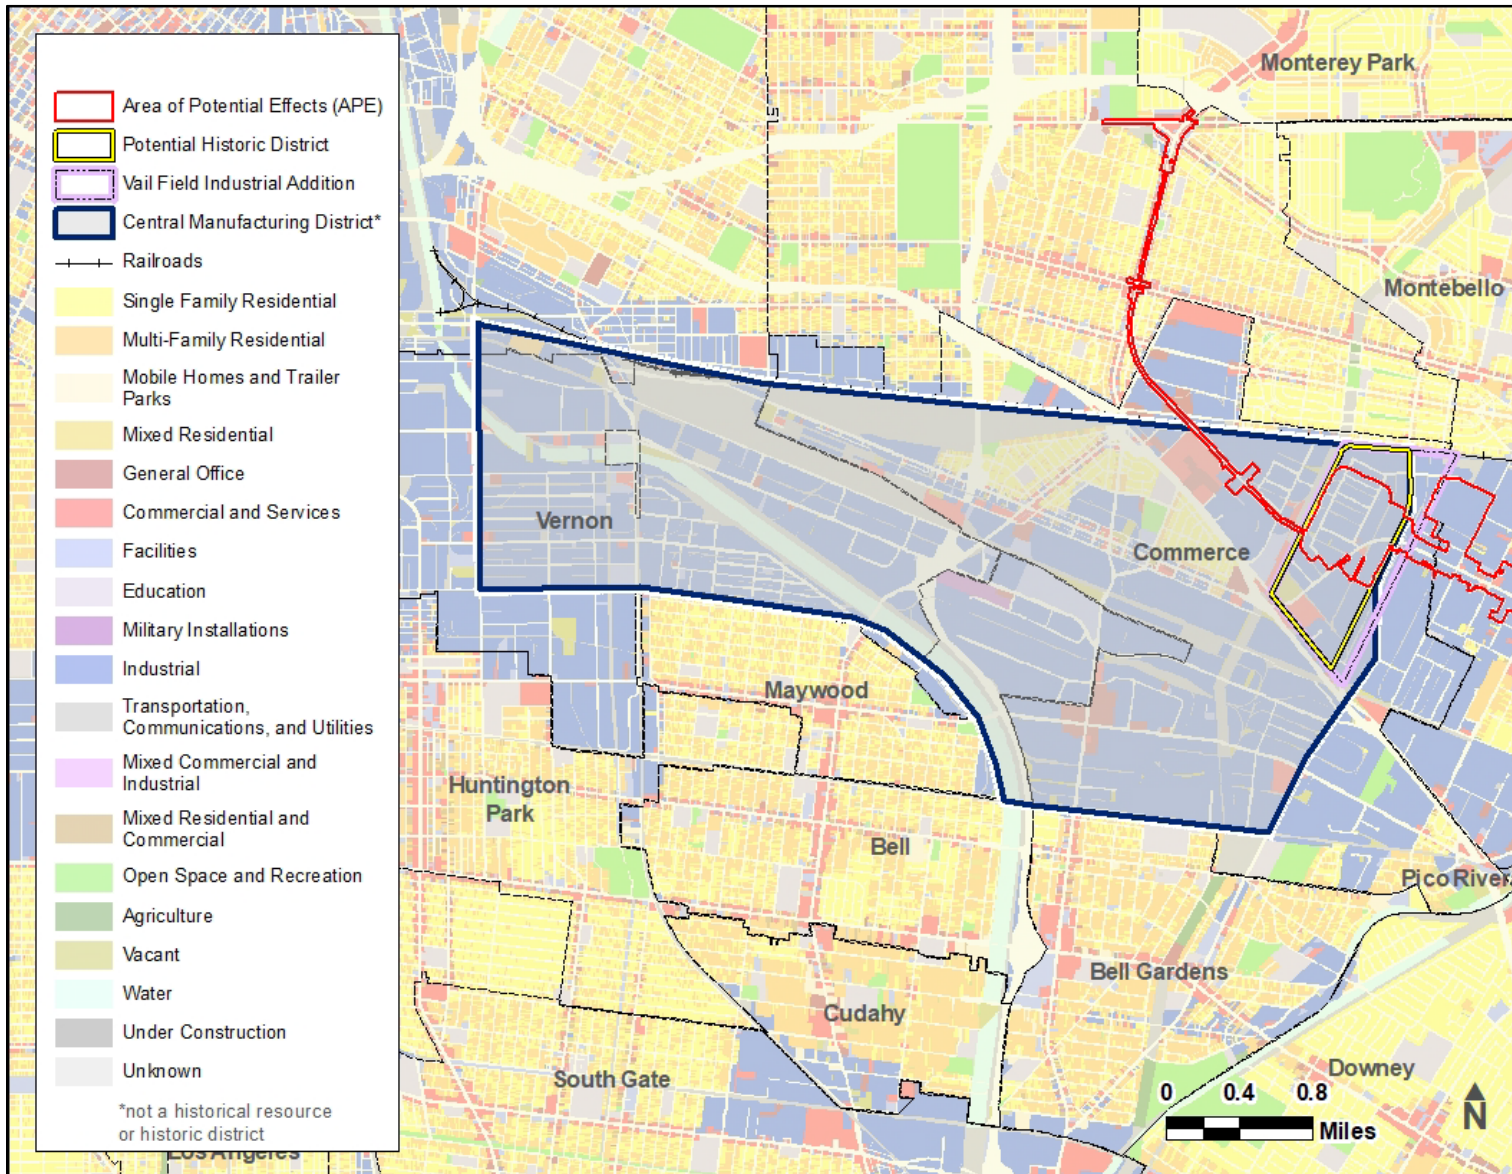 Area of Potential Effects (APE)
Potential Historic District
Vail Field Industrial Addition
Central Manufacturing District*
Railroads
Single Family Residential
Multi-Family Residential
Mobile Homes and Trailer
Parks
Mixed Residential
General Office
Commercial and Services
Facilities
Education
Military Installations
Industrial
Transportation,
Communications, and Utilities
Mixed Commercial and
Industrial
Mixed Residential and
Commercial
Open Space and Recreation
Agriculture
Vacant
Water
Under Construction
Unknown
*not a historical resource
or historic district
Los Angeles
Monterey Park
Montebello
Vernon
Commerce
Maywood
Huntington
Park
Bell
Pico River
Bell Gardens
Cudahy
South Gate
Downey
0 0.4 0.8
Miles
N